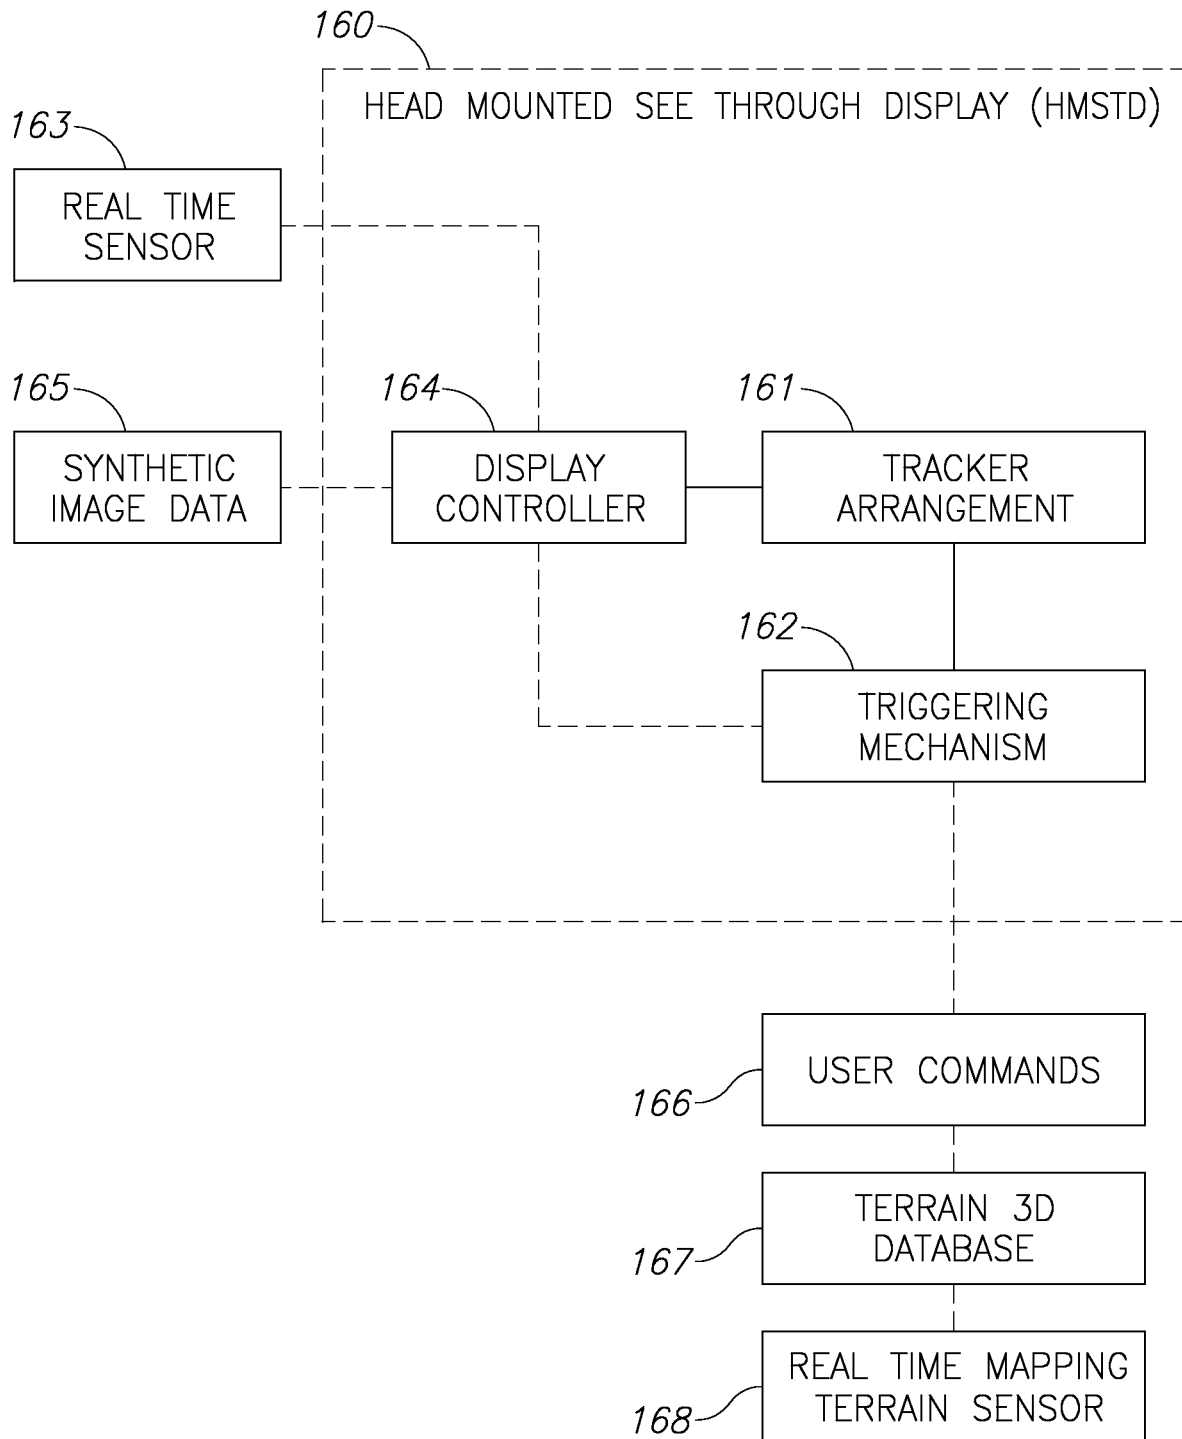 160
HEAD MOUNTED SEE THROUGH DISPLAY (HMSTD)
163
REAL TIME
SENSOR
165
SYNTHETIC
IMAGE DATA
164
DISPLAY
CONTROLLER
161
TRACKER
ARRANGEMENT
162
TRIGGERING
MECHANISM
USER COMMANDS
166
TERRAIN 3D
DATABASE
167
REAL TIME MAPPING
TERRAIN SENSOR
168